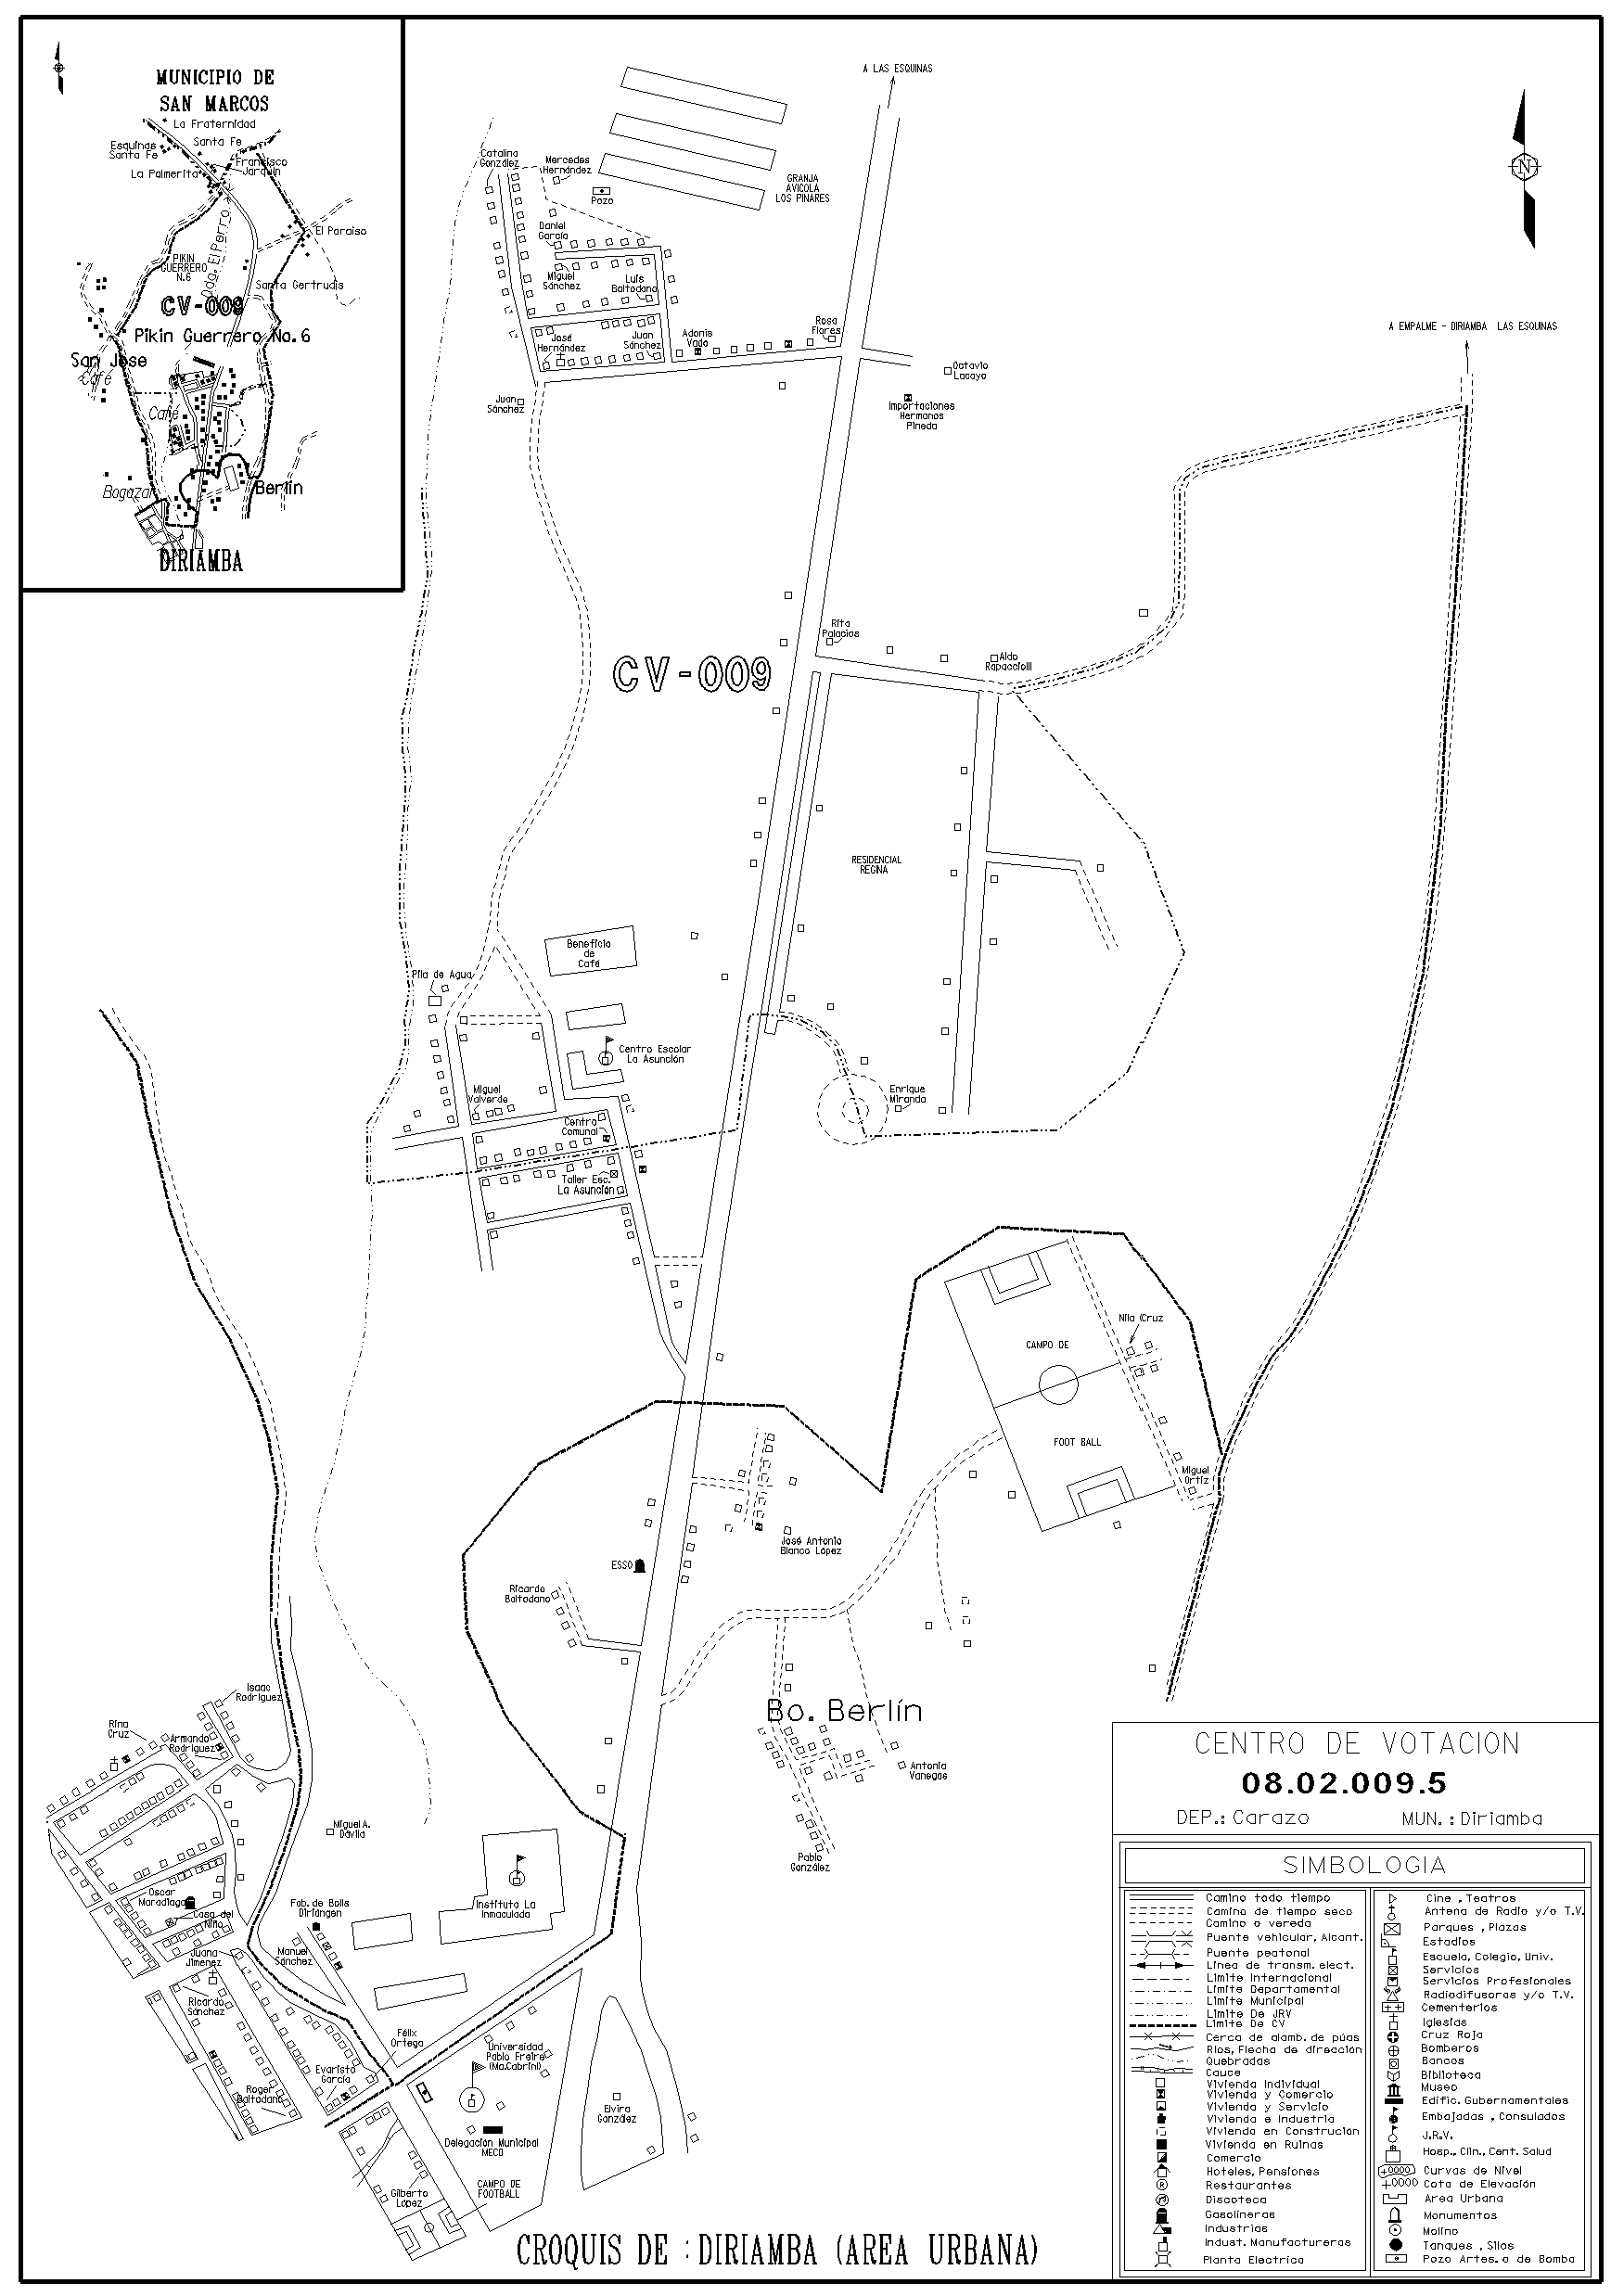 MUNICIPIO DE
SAN MARCOS
La Fraternidad
Esquinas
Santa Fe
Santa Fe
Francisco
Jarquín
La Palmerita
Qda. El Perro
El Paraiso
PIKIN
GUERRERO
N.6
Santa Gertrudis
CV-009
Pikin Guerrero No.6
San Jose
Café
Café
Berlín
DIRIAMBA
A LAS ESQUINAS
Catalina
González
Mercedes
Hernández
Pozo
GRANJA
AVICOLA
LOS PINARES
N
Daniel
García
Miguel
Sánchez
Luís
Baltodano
A EMPALME - DIRIAMBA LAS ESQUINAS
José
Hernández
Juan
Sánchez
Adonis
Vado
Rosa
Flores
Octavio
Lacayo
Juan
Sánchez
Importaciones
Hermanos
Pineda
Rita
Palacios
Aldo
Rapacciolli
CV-009
RESIDENCIAL
REGINA
Beneficio
de
Café
Pila de Agua
Centro Escolar
La Asunción
Miguel
Valverde
Enrique
Miranda
Centro
Comunal
Taller Esc.
La Asunción
Nila Cruz
CAMPO DE
FOOT BALL
Miguel
Ortiz
José Antonio
Blanco López
ESSO
Ricardo
Baltodano
Isaac
Rodríguez
Rina
Cruz
Armando
Rodríguez
Bo. Berlín
Antonia
Vanegas
Pablo
González
Miguel A.
Dávila
Oscar
Maradiaga
Casa del
Niño
Fab. de Bolis
Diriángen
Instituto La
Inmaculada
Juana
Jimenez
Manuel
Sánchez
Ricardo
Sánchez
Félix
Ortega
Universidad
Pablo Freire
(Ma.Cabrini)
Evaristo
García
Roger
Baltodano
Elvira
González
Delegación Municipal
MECD
Gilberto
López
CAMPO DE
FOOTBALL
CROQUIS DE : DIRIAMBA (AREA URBANA)
CENTRO DE VOTACION
08.02.009.5
DEP.: Carazo MUN. : Diriamba
SIMBOLOGIA
Camino todo tiempo
Camino de tiempo seco
Camino o vereda
Puente vehicular, Alcant.
Puente peatonal
Línea de transm. elect.
Límite Internacional
Límite Departamental
Límite Municipal
Límite De JRV
Límite De CV
Cerca de alamb. de púas
Ríos, Flecha de dirección
Quebradas
Cauce
Vivienda Individual
Vivienda y Comercio
Vivienda y Servicio
Vivienda e Industria
Vivienda en Construción
Vivienda en Ruinas
Comercio
Hoteles, Pensiones
Restaurantes
Discoteca
Gasolineras
Industrias
Indust. Manufactureras
Planta Electrica
Cine , Teatros
Antena de Radio y/o T.V.
Parques , Plazas
Estadios
Escuela, Colegio, Univ.
Servicios
Servicios Profesionales
Radiodifusoras y/o T.V.
Cementerios
Iglesias
Cruz Roja
Bomberos
Bancos
Biblioteca
Museo
Edific. Gubernamentales
Embajadas , Consulados
J.R.V.
Hosp., Clin., Cent. Salud
Curvas de Nivel
Cota de Elevación
Area Urbana
Monumentos
Molino
Tanques , Silos
Pozo Artes. o de Bomba